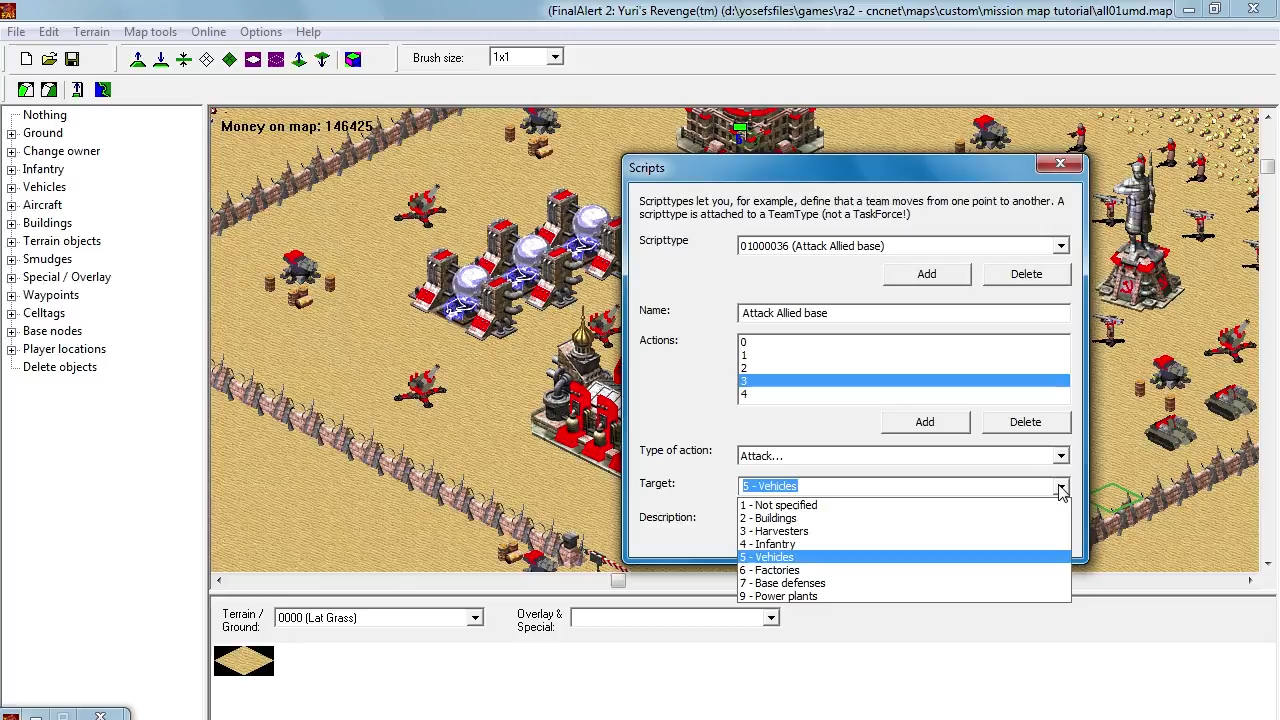 (FinalAlert 2: Yuri's Revenge(tm) (d:\yosefsfiles\games\ra2 - cncnet\maps\custom\mission map tutorial\all01umd.map
File Edit Terrain Map tools Online Options Help
Brush size: 1x1
Nothing
Ground
Change owner
Infantry
Vehicles
Aircraft
Buildings
Terrain objects
Smudges
Special / Overlay
Waypoints
Celltags
Base nodes
Player locations
Delete objects
Money on map: 146425
Scripts
Scripttypes let you, for example, define that a team moves from one point to another. A
scripttype is attached to a TeamType (not a TaskForce!)
Scripttype 01000036 (Attack Allied base)
Add Delete
Name: Attack Allied base
Actions: 0
1
2
3
4
Add Delete
Type of action: Attack...
Target: 5 - Vehicles
Description:
1 - Not specified
2 - Buildings
3 - Harvesters
4 - Infantry
5 - Vehicles
6 - Factories
7 - Base defenses
9 - Power plants
Terrain / Ground: 0000 (Lat Grass) Overlay & Special: